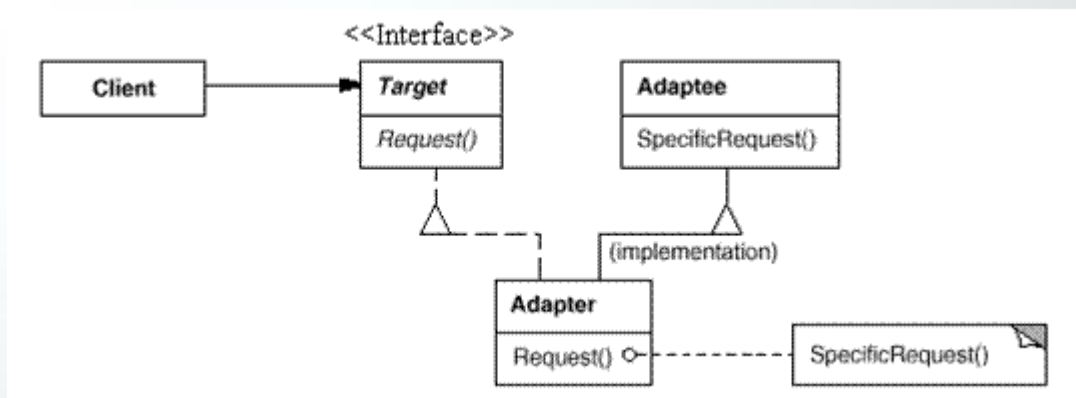 <<Interface>>
Client
Target
Request()
Adaptee
SpecificRequest()
(implementation)
Adapter
Request()
SpecificRequest()